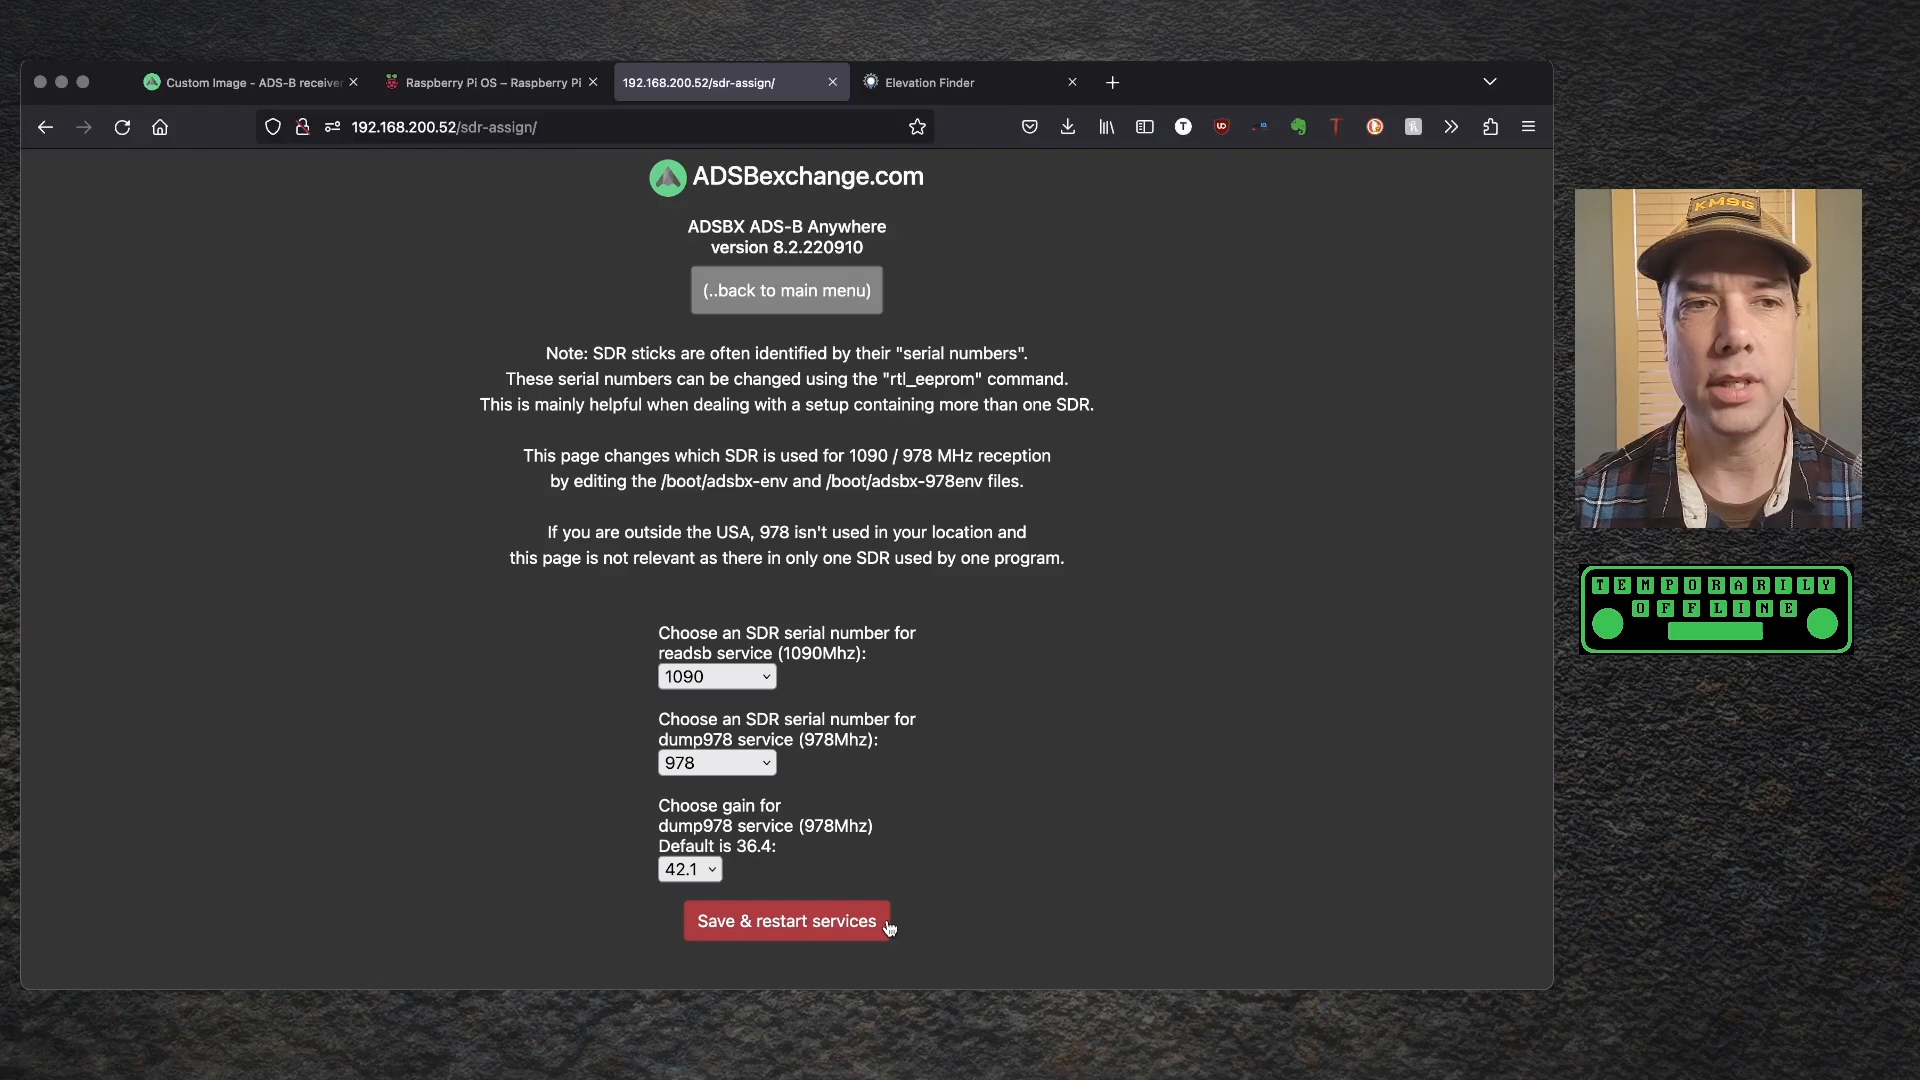 Custom Image - ADS-B receiver
Raspberry Pi OS – Raspberry Pi
192.168.200.52/sdr-assign/
Elevation Finder
192.168.200.52/sdr-assign/
ADSBexchange.com
ADSBX ADS-B Anywhere
version 8.2.220910
(..back to main menu)
Note: SDR sticks are often identified by their "serial numbers".
These serial numbers can be changed using the "rtl_eeprom" command.
This is mainly helpful when dealing with a setup containing more than one SDR.
This page changes which SDR is used for 1090 / 978 MHz reception
by editing the /boot/adsbx-env and /boot/adsbx-978env files.
If you are outside the USA, 978 isn't used in your location and
this page is not relevant as there in only one SDR used by one program.
Choose an SDR serial number for
readsb service (1090Mhz):
1090
Choose an SDR serial number for
dump978 service (978Mhz):
978
Choose gain for
dump978 service (978Mhz)
Default is 36.4:
42.1
Save & restart services
KM9G
TEMPORARILY
OFFLINE